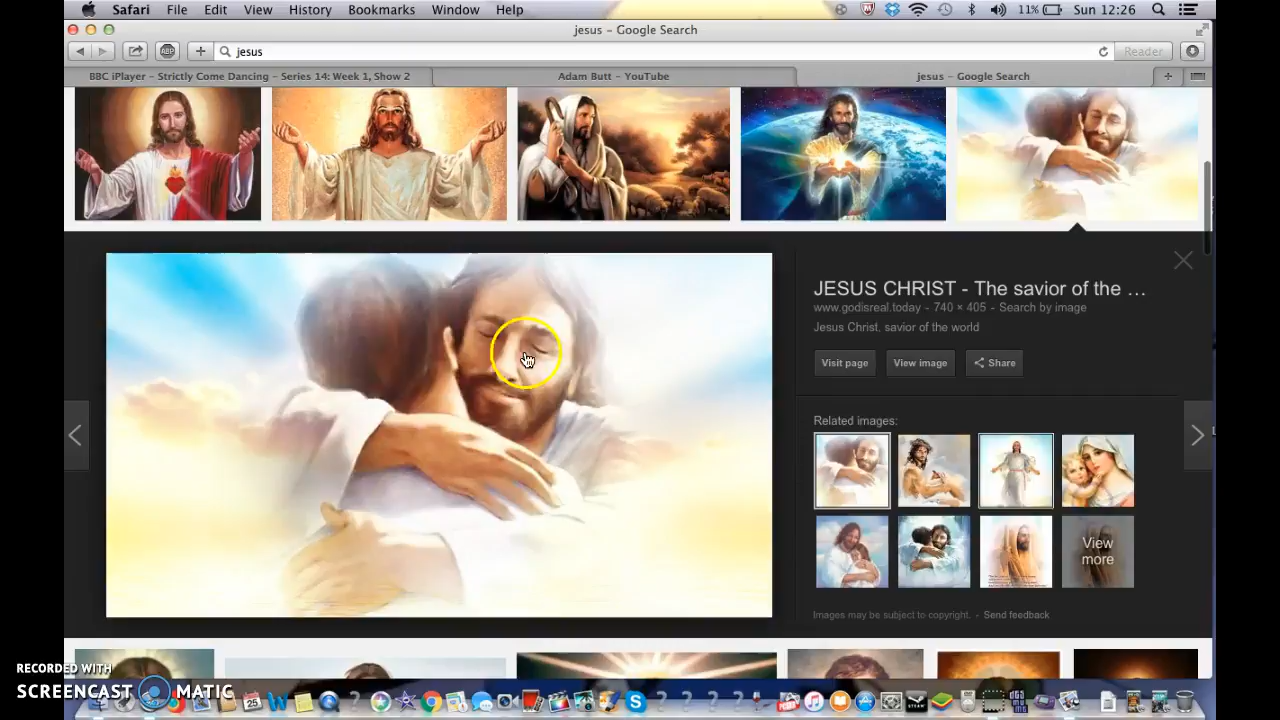 Safari File Edit View History Bookmarks Window Help 11% Sun 12:26
jesus – Google Search
jesus Reader
BBC iPlayer – Strictly Come Dancing – Series 14: Week 1, Show 2 Adam Butt – YouTube jesus – Google Search
JESUS CHRIST - The savior of the ...
www.godisreal.today - 740 × 405 - Search by image
Jesus Christ, savior of the world
Visit page View image Share
Related images:
View
more
Images may be subject to copyright. - Send feedback
RECORDED WITH
SCREENCAST MATIC